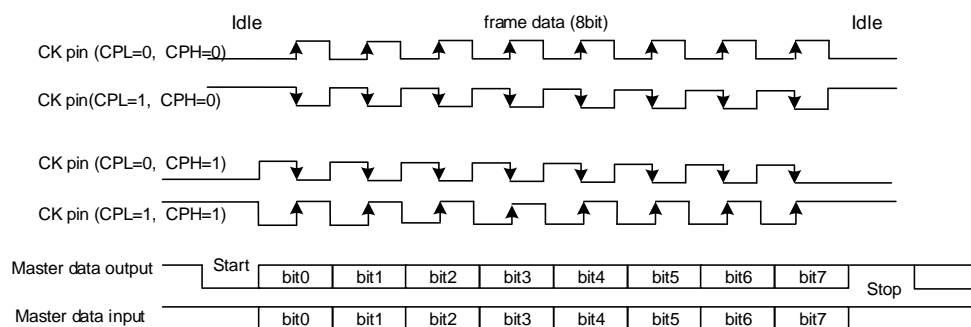 Idle frame data (8bit) Idle
CK pin (CPL=0, CPH=0)
CK pin(CPL=1, CPH=0)
CK pin (CPL=0, CPH=1)
CK pin (CPL=1, CPH=1)
Master data output Start bit0 bit1 bit2 bit3 bit4 bit5 bit6 bit7 Stop
Master data input bit0 bit1 bit2 bit3 bit4 bit5 bit6 bit7